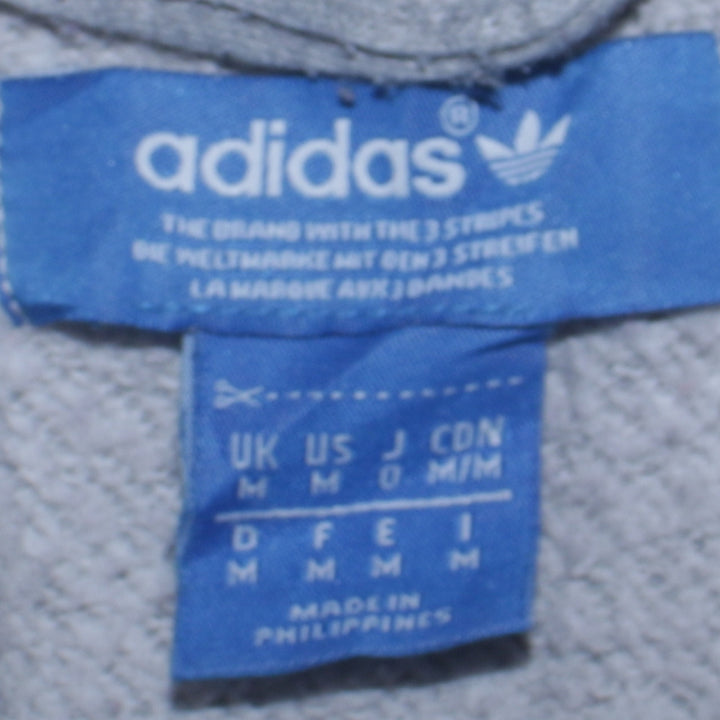 adidas®
THE BRAND WITH THE 3 STRIPES
DIE WELTMARKE MIT DEN 3 STREIFEN
LA MARQUE AUX 3 BANDES
UK US J CDN
M M O M/M
D F E I
M M M M
MADE IN
PHILIPPINES